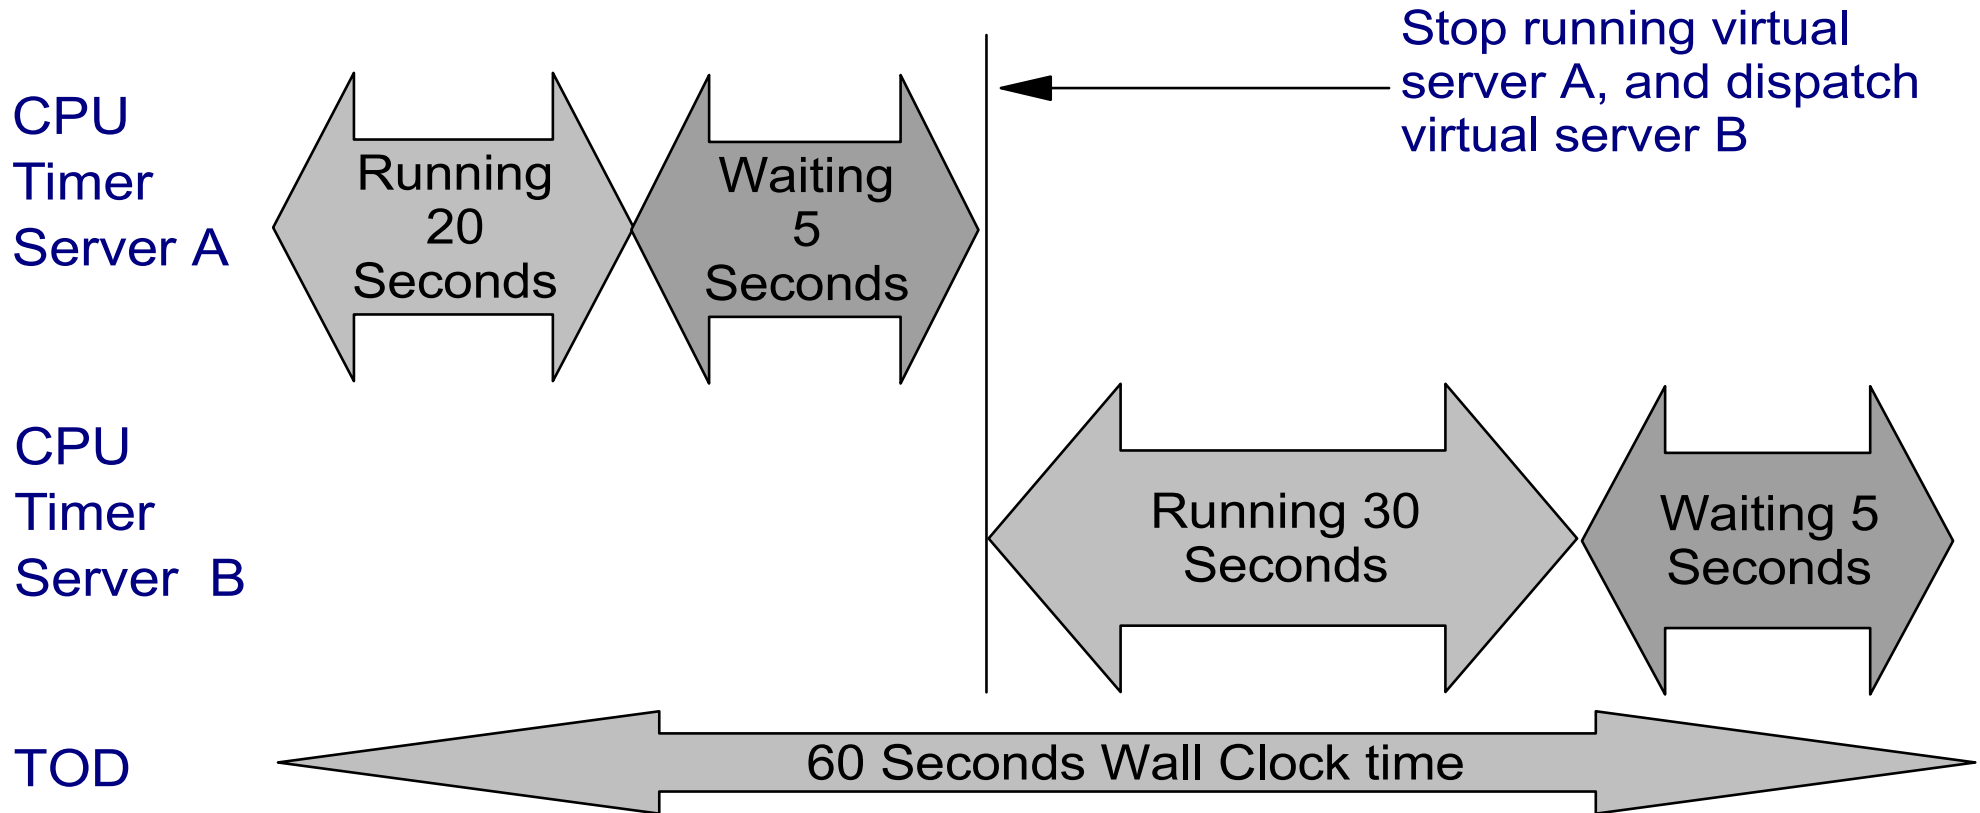 Stop running virtual
server A, and dispatch
virtual server B
CPU
Timer
Server A
Running
20
Seconds
Waiting
5
Seconds
CPU
Timer
Server B
Running 30
Seconds
Waiting 5
Seconds
TOD
60 Seconds Wall Clock time